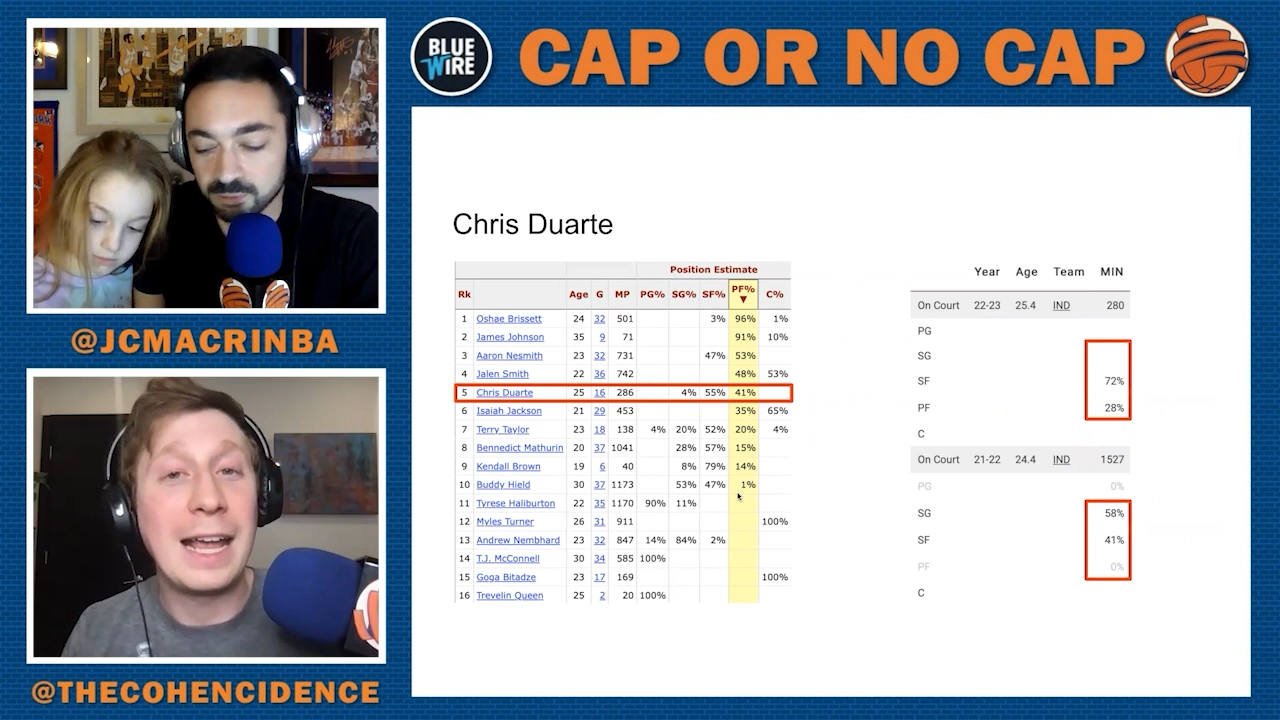 BLUE
WIRE
CAP OR NO CAP
@JCMACRINBA
@THECOHENCIDENCE
Chris Duarte
Position Estimate
Rk Age G MP PG% SG% SF% PF% ▼ C%
1 Oshae Brissett 24 32 501 3% 96% 1%
2 James Johnson 35 9 71 91% 10%
3 Aaron Nesmith 23 32 731 47% 53%
4 Jalen Smith 22 36 742 48% 53%
5 Chris Duarte 25 16 286 4% 55% 41%
6 Isaiah Jackson 21 29 453 35% 65%
7 Terry Taylor 23 18 138 4% 20% 52% 20% 4%
8 Bennedict Mathurin 20 37 1041 28% 57% 15%
9 Kendall Brown 19 6 40 8% 79% 14%
10 Buddy Hield 30 37 1173 53% 47% 1%
11 Tyrese Haliburton 22 35 1170 90% 11%
12 Myles Turner 26 31 911 100%
13 Andrew Nembhard 23 32 847 14% 84% 2%
14 T.J. McConnell 30 34 585 100%
15 Goga Bitadze 23 17 169 100%
16 Trevelin Queen 25 2 20 100%
Year Age Team MIN
On Court 22-23 25.4 IND 280
PG
SG
SF 72%
PF 28%
C
On Court 21-22 24.4 IND 1527
PG 0%
SG 58%
SF 41%
PF 0%
C